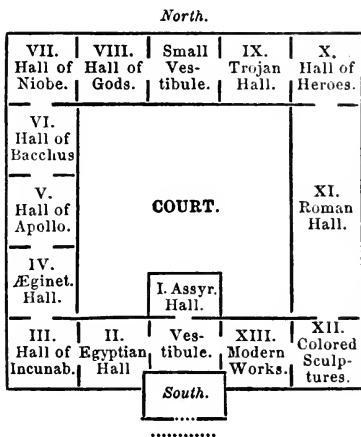 North.
VII.
Hall of
Niobe.
VIII.
Hall of
Gods.
Small
Ves-
tibule.
IX.
Trojan
Hall.
X.
Hall of
Heroes.
VI.
Hall of
Bacchus
V.
Hall of
Apollo.
IV.
Æginet.
Hall.
COURT.
XI.
Roman
Hall.
I. Assyr.
Hall.
III.
Hall of
Incunab.
II.
Egyptian
Hall
Ves-
tibule.
XIII.
Modern
Works.
XII.
Colored
Sculp-
tures.
South.